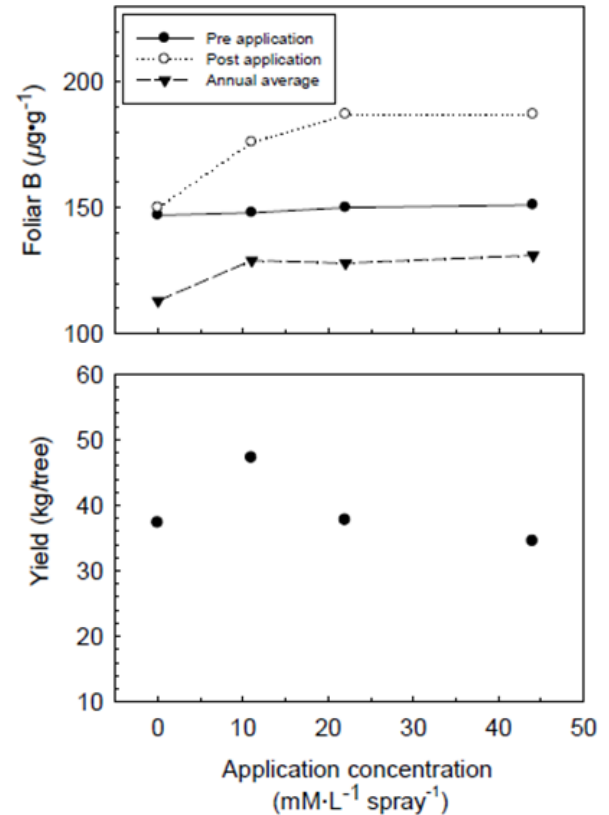 Pre application
Post application
Annual average
200
150
100
Foliar B (µg•g⁻¹)
60
50
40
30
20
10
Yield (kg/tree)
0 10 20 30 40 50
Application concentration
(mM·L⁻¹ spray⁻¹)